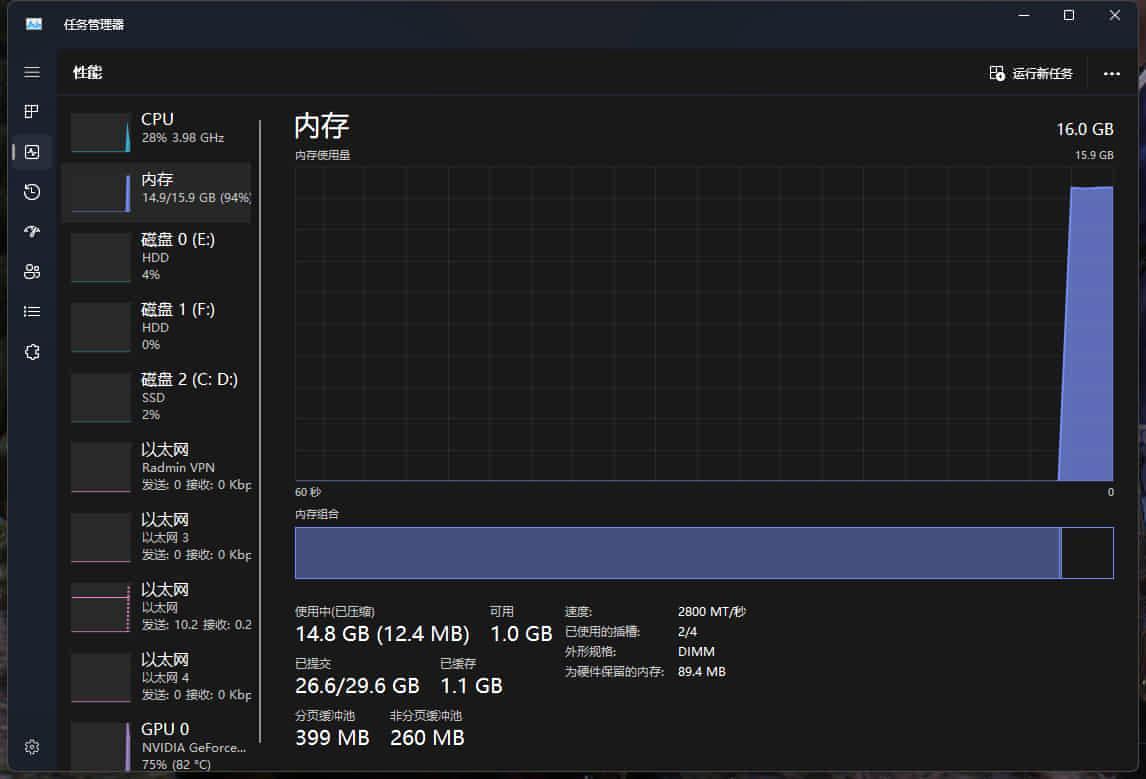 任务管理器
性能
运行新任务
CPU
28% 3.98 GHz
内存
14.9/15.9 GB (94%)
磁盘 0 (E:)
HDD
4%
磁盘 1 (F:)
HDD
0%
磁盘 2 (C: D:)
SSD
2%
以太网
Radmin VPN
发送: 0 接收: 0 Kbp
以太网
以太网 3
发送: 0 接收: 0 Kbp
以太网
以太网
发送: 10.2 接收: 0.2
以太网
以太网 4
发送: 0 接收: 0 Kbp
GPU 0
NVIDIA GeForce...
75% (82 °C)
内存
16.0 GB
内存使用量
15.9 GB
60 秒
0
内存组合
使用中(已压缩)
14.8 GB (12.4 MB)
可用
1.0 GB
已提交
26.6/29.6 GB
已缓存
1.1 GB
分页缓冲池
399 MB
非分页缓冲池
260 MB
速度: 2800 MT/秒
已使用的插槽: 2/4
外形规格: DIMM
为硬件保留的内存: 89.4 MB